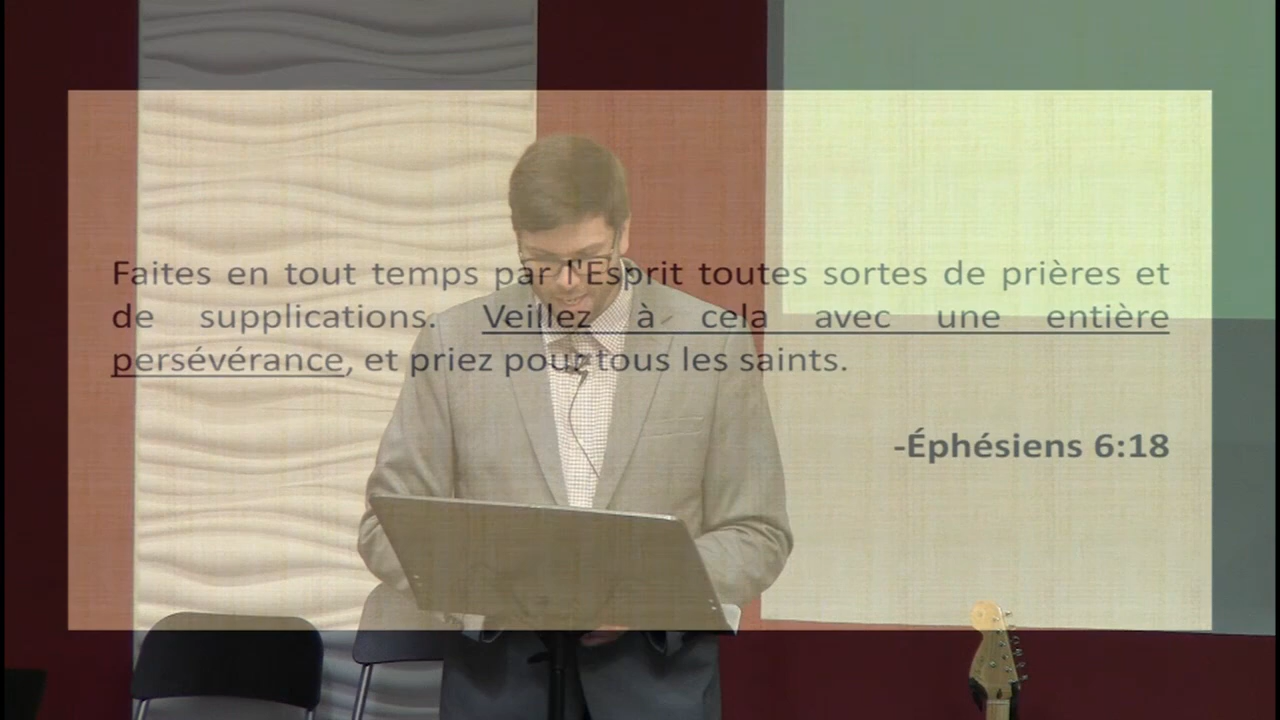 Faites en tout temps par l'Esprit toutes sortes de prières et
de supplications. Veillez à cela avec une entière
persévérance, et priez pour tous les saints.
-Éphésiens 6:18